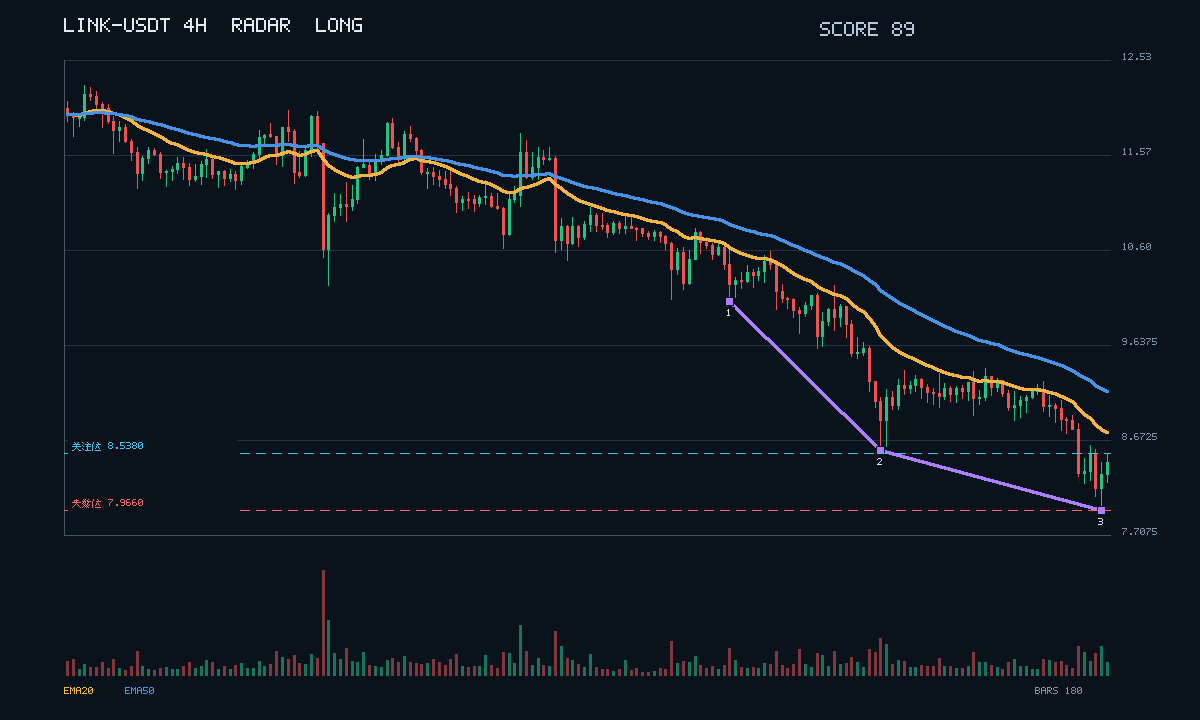 LINK-USDT 4H  RADAR  LONG
SCORE 89
12.53
11.57
10.60
9.6375
8.6725
7.7075
关注位 8.5380
失效位 7.9660
1
2
3
EMA20
EMA50
BARS 180